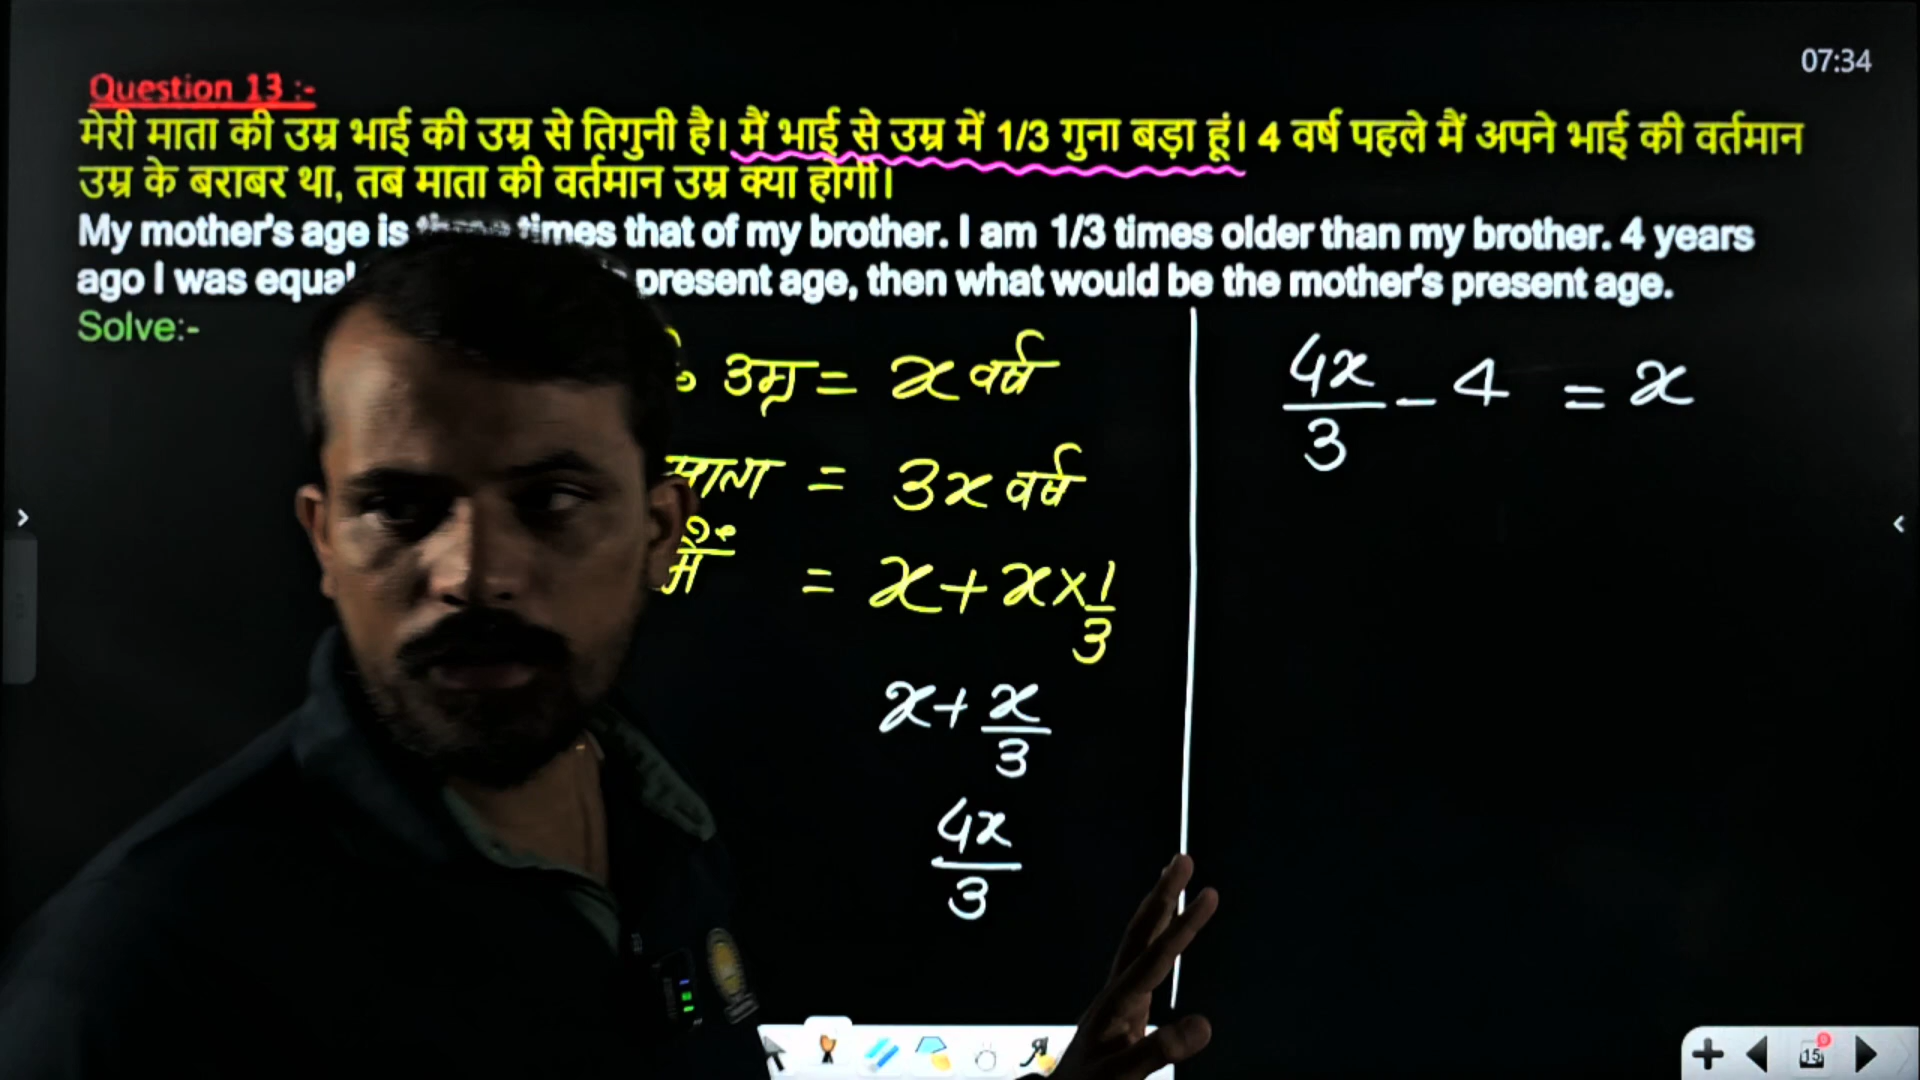 07:34
Question 13 :-
मेरी माता की उम्र भाई की उम्र से तिगुनी है। मैं भाई से उम्र में 1/3 गुना बड़ा हूं। 4 वर्ष पहले मैं अपने भाई की वर्तमान
उम्र के बराबर था, तब माता की वर्तमान उम्र क्या होगी।
My mother's age is three times that of my brother. I am 1/3 times older than my brother. 4 years
ago I was equal present age, then what would be the mother's present age.
Solve:-
उम्र = x वर्ष
माता = 3x वर्ष
मैं = x + x × 1/3
x + x/3
4x/3
4x/3 - 4 = x
15